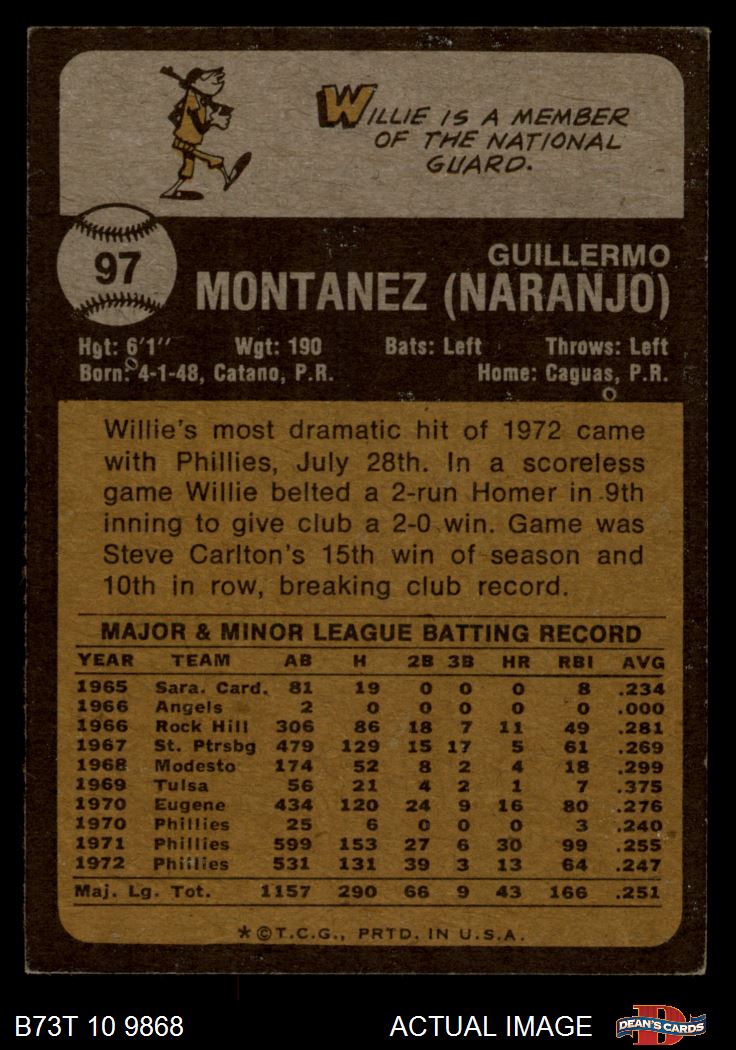 WILLIE IS A MEMBER
OF THE NATIONAL
GUARD.
97
GUILLERMO
MONTANEZ (NARANJO)
Hgt: 6'1" Wgt: 190 Bats: Left Throws: Left
Born: 4-1-48, Catano, P.R. Home: Caguas, P.R.
Willie's most dramatic hit of 1972 came
with Phillies, July 28th. In a scoreless
game Willie belted a 2-run Homer in 9th
inning to give club a 2-0 win. Game was
Steve Carlton's 15th win of season and
10th in row, breaking club record.
MAJOR & MINOR LEAGUE BATTING RECORD
YEAR TEAM AB H 2B 3B HR RBI AVG
1965 Sara. Card. 81 19 0 0 0 8 .234
1966 Angels 2 0 0 0 0 0 .000
1966 Rock Hill 306 86 18 7 11 49 .281
1967 St. Ptrsbg 479 129 15 17 5 61 .269
1968 Modesto 174 52 8 2 4 18 .299
1969 Tulsa 56 21 4 2 1 7 .375
1970 Eugene 434 120 24 9 16 80 .276
1970 Phillies 25 6 0 0 0 3 .240
1971 Phillies 599 153 27 6 30 99 .255
1972 Phillies 531 131 39 3 13 64 .247
Maj. Lg. Tot. 1157 290 66 9 43 166 .251
*©T.C.G., PRTD. IN U.S.A.
B73T 10 9868 ACTUAL IMAGE
D
DEAN'S CARDS